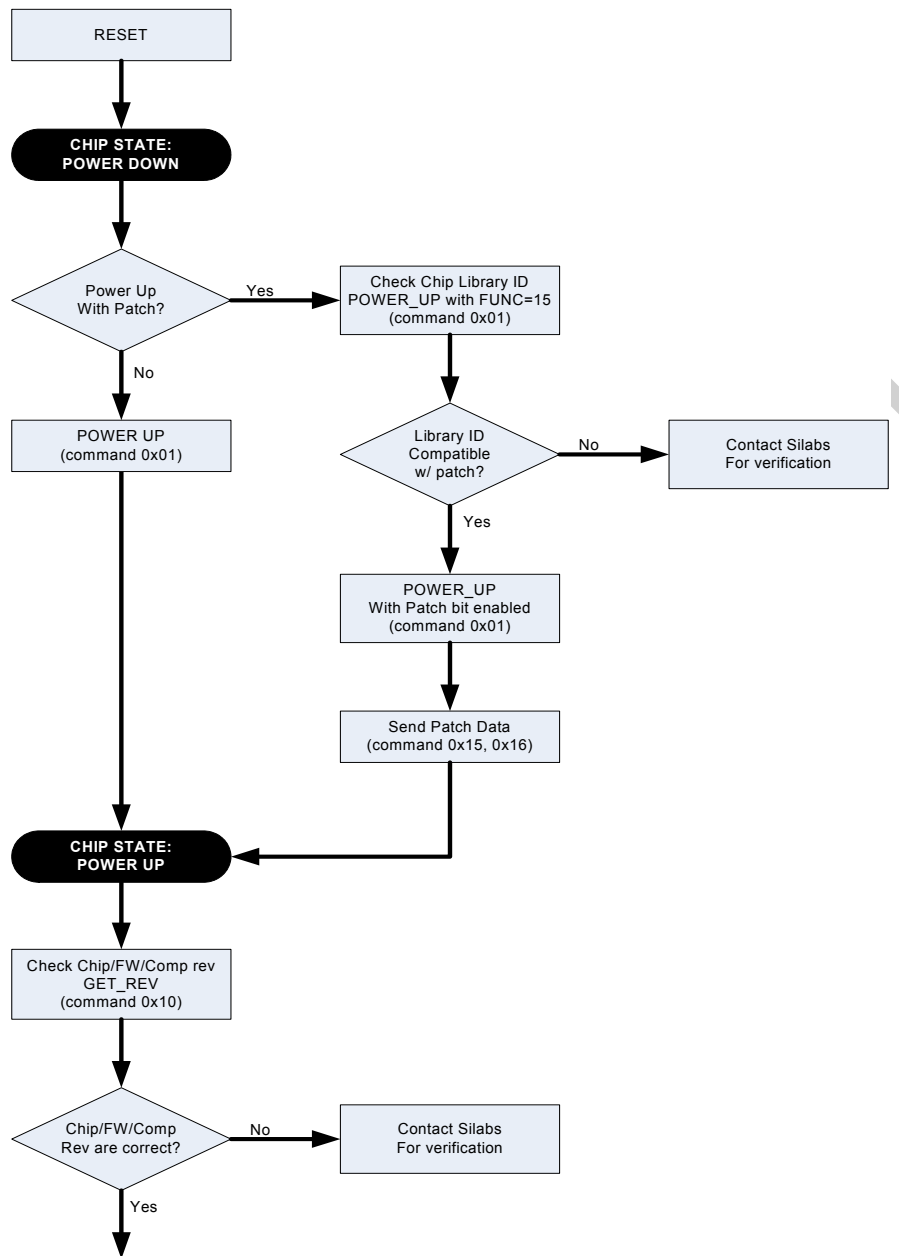 RESET
CHIP STATE:
POWER DOWN
Power Up
With Patch?
Yes
Check Chip Library ID
POWER_UP with FUNC=15
(command 0x01)
No
POWER UP
(command 0x01)
Library ID
Compatible
w/ patch?
No
Contact Silabs
For verification
Yes
POWER_UP
With Patch bit enabled
(command 0x01)
Send Patch Data
(command 0x15, 0x16)
CHIP STATE:
POWER UP
Check Chip/FW/Comp rev
GET_REV
(command 0x10)
Chip/FW/Comp
Rev are correct?
No
Contact Silabs
For verification
Yes